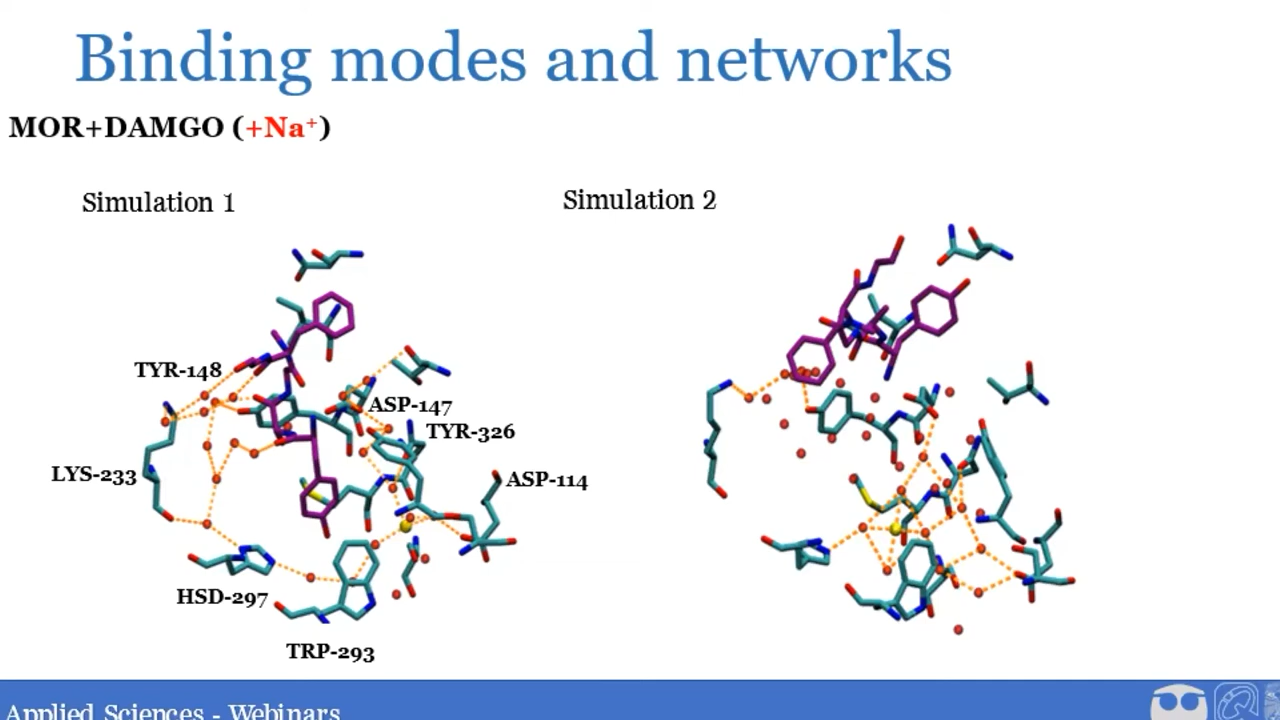 Binding modes and networks
MOR+DAMGO (+Na⁺)
Simulation 1
Simulation 2
TYR-148
ASP-147
TYR-326
LYS-233
ASP-114
HSD-297
TRP-293
Applied Sciences - Webinars